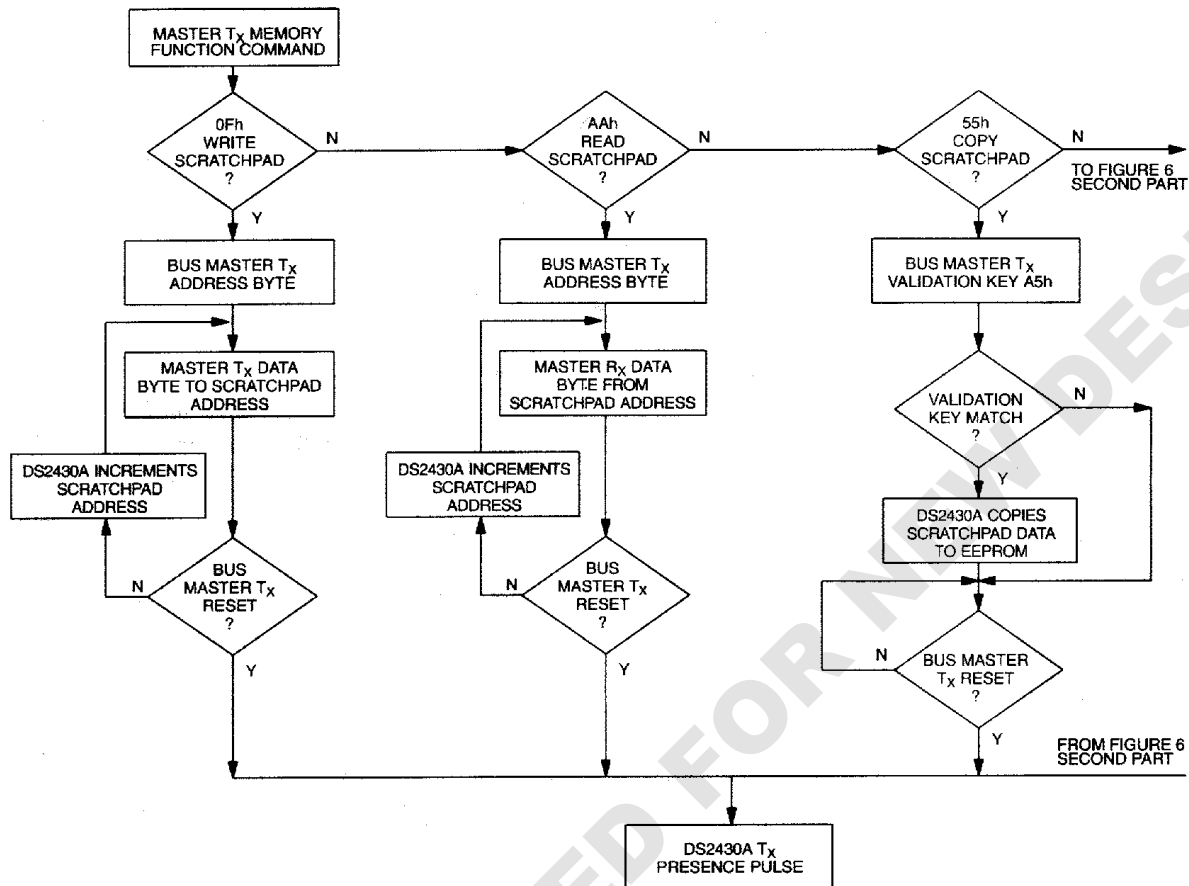 MASTER TX MEMORY
FUNCTION COMMAND
0Fh
WRITE
SCRATCHPAD
?
N
Y
AAh
READ
SCRATCHPAD
?
N
Y
55h
COPY
SCRATCHPAD
?
N
Y
TO FIGURE 6
SECOND PART
BUS MASTER TX
ADDRESS BYTE
BUS MASTER TX
ADDRESS BYTE
BUS MASTER TX
VALIDATION KEY A5h
MASTER TX DATA
BYTE TO SCRATCHPAD
ADDRESS
MASTER RX DATA
BYTE FROM
SCRATCHPAD ADDRESS
VALIDATION
KEY MATCH
?
N
Y
DS2430A INCREMENTS
SCRATCHPAD
ADDRESS
DS2430A INCREMENTS
SCRATCHPAD
ADDRESS
DS2430A COPIES
SCRATCHPAD DATA
TO EEPROM
BUS
MASTER TX
RESET
?
N
Y
BUS
MASTER TX
RESET
?
N
Y
BUS MASTER
TX RESET
?
N
Y
FROM FIGURE 6
SECOND PART
DS2430A TX
PRESENCE PULSE
FOR NEW